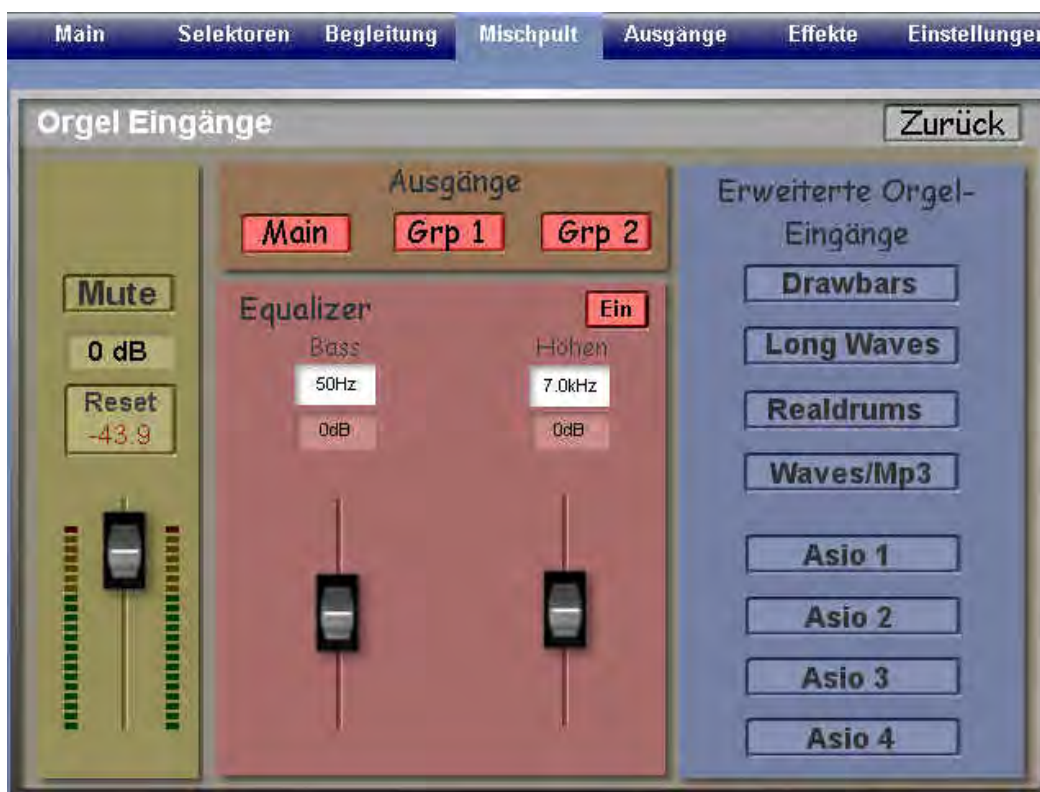 Main Selektoren Begleitung Mischpult Ausgänge Effekte Einstellunge
Orgel Eingänge
Zurück
Mute
0 dB
Reset
-43.9
Ausgänge
Main Grp 1 Grp 2
Equalizer Ein
Bass Höhen
50Hz 7.0kHz
0dB 0dB
Erweiterte Orgel-
Eingänge
Drawbars
Long Waves
Realdrums
Waves/Mp3
Asio 1
Asio 2
Asio 3
Asio 4